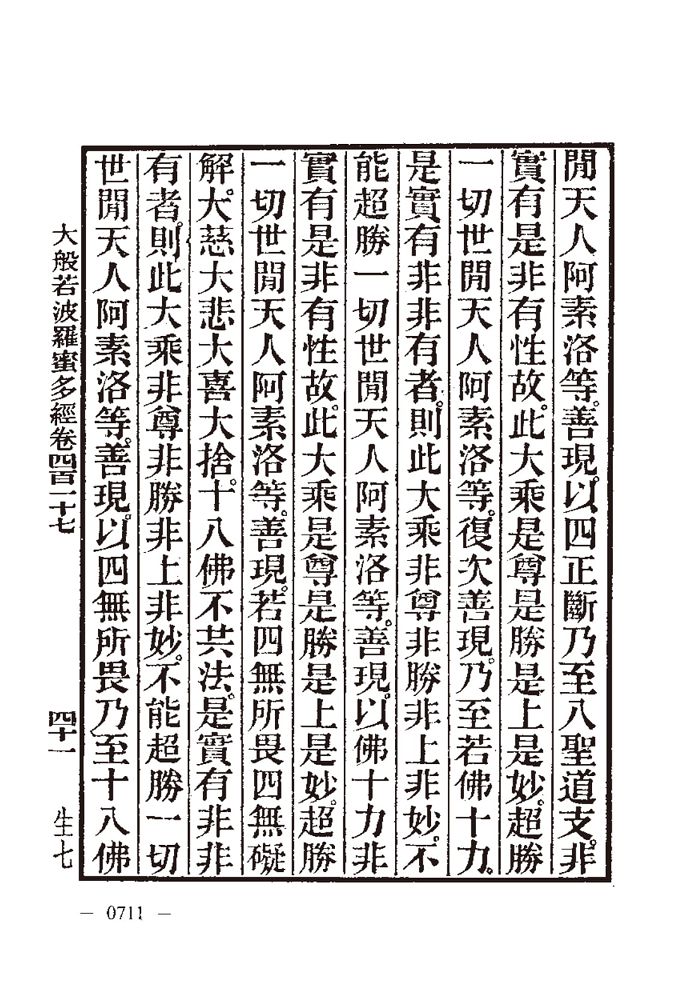 閒天人阿素洛等。善現。以四正斷乃至八聖道支。非
實有是非有性故。此大乘是尊是勝是上是妙。超勝
一切世閒天人阿素洛等。復次善現。乃至若佛十力。
是實有非非有者。則此大乘非尊非勝非上非妙。不
能超勝一切世閒天人阿素洛等。善現。以佛十力非
實有是非有性故。此大乘是尊是勝是上是妙。超勝
一切世閒天人阿素洛等。善現。若四無所畏四無礙
解。大慈大悲大喜大捨。十八佛不共法。是實有非非
有者。則此大乘非尊非勝非上非妙。不能超勝一切
世閒天人阿素洛等。善現。以四無所畏乃至十八佛
大般若波羅蜜多經卷四百一十七 四十一 生七
— 0711 —